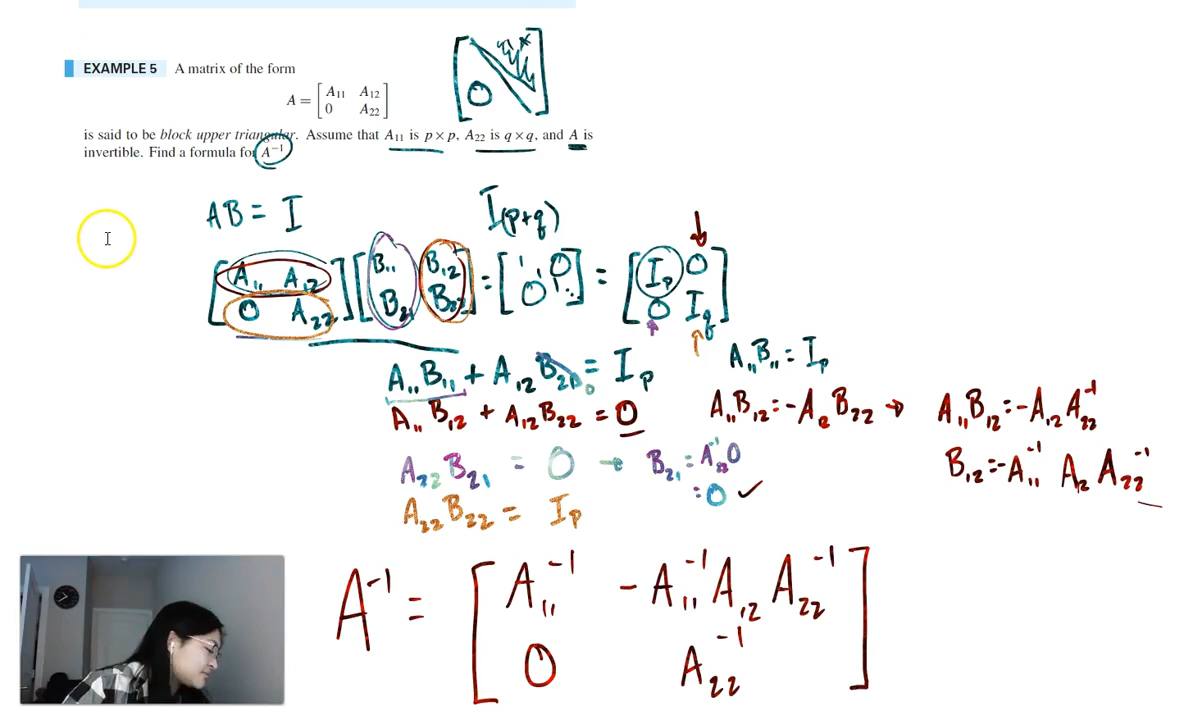 EXAMPLE 5 A matrix of the form
A = [ A₁₁ A₁₂
0 A₂₂ ]
[ *
0 ]
is said to be block upper triangular. Assume that A₁₁ is p × p, A₂₂ is q × q, and A is
invertible. Find a formula for A⁻¹
AB = I
I(p+q)
[ A₁₁ A₁₂ ] [ B₁₁ B₁₂ ] = [ 1 0 ] = [ Ip 0 ]
[ 0 A₂₂ ] [ B₂₁ B₂₂ ] [ 0 1 ] [ 0 Iq ]
A₁₁B₁₁ + A₁₂B₂₁ = Ip
0
A₁₁B₁₁ = Ip
A₁₁B₁₂ + A₁₂B₂₂ = 0
A₁₁B₁₂ = -A₁₂B₂₂ → A₁₁B₁₂ = -A₁₂A₂₂⁻¹
A₂₂B₂₁ = 0 → B₂₁ = A₂₂⁻¹0
= 0 ✓
B₁₂ = -A₁₁⁻¹ A₁₂ A₂₂⁻¹
A₂₂B₂₂ = Ip
A⁻¹ = [ A₁₁⁻¹ -A₁₁⁻¹A₁₂A₂₂⁻¹
0 A₂₂⁻¹ ]